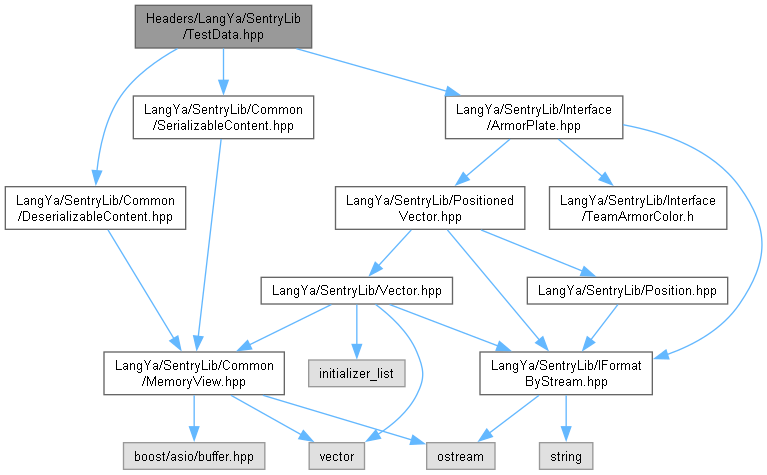 Headers/LangYa/SentryLib
/TestData.hpp
LangYa/SentryLib/Common
/SerializableContent.hpp
LangYa/SentryLib/Interface
/ArmorPlate.hpp
LangYa/SentryLib/Common
/DeserializableContent.hpp
LangYa/SentryLib/Positioned
Vector.hpp
LangYa/SentryLib/Interface
/TeamArmorColor.h
LangYa/SentryLib/Vector.hpp
LangYa/SentryLib/Position.hpp
LangYa/SentryLib/Common
/MemoryView.hpp
initializer_list
LangYa/SentryLib/IFormat
ByStream.hpp
boost/asio/buffer.hpp
vector
ostream
string